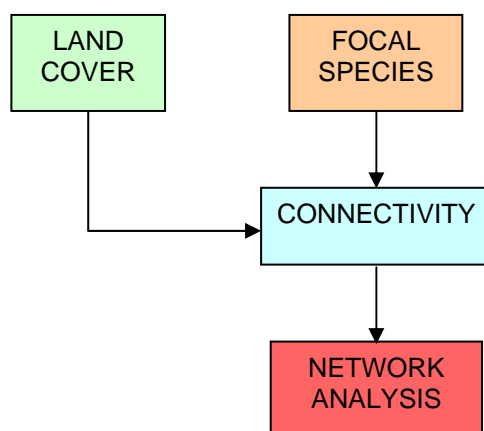 LAND
COVER
FOCAL
SPECIES
CONNECTIVITY
NETWORK
ANALYSIS